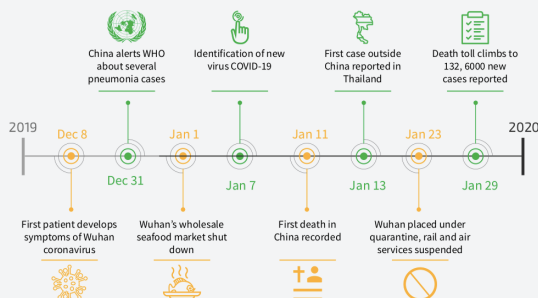 China alerts WHO
about several
pneumonia cases
Identification of new
virus COVID-19
First case outside
China reported in
Thailand
Death toll climbs to
132, 6000 new
cases reported
2019
Dec 8
Jan 1
Jan 11
Jan 23
2020
Dec 31
Jan 7
Jan 13
Jan 29
First patient develops
symptoms of Wuhan
coronavirus
Wuhan's wholesale
seafood market shut
down
First death in
China recorded
Wuhan placed under
quarantine, rail and air
services suspended